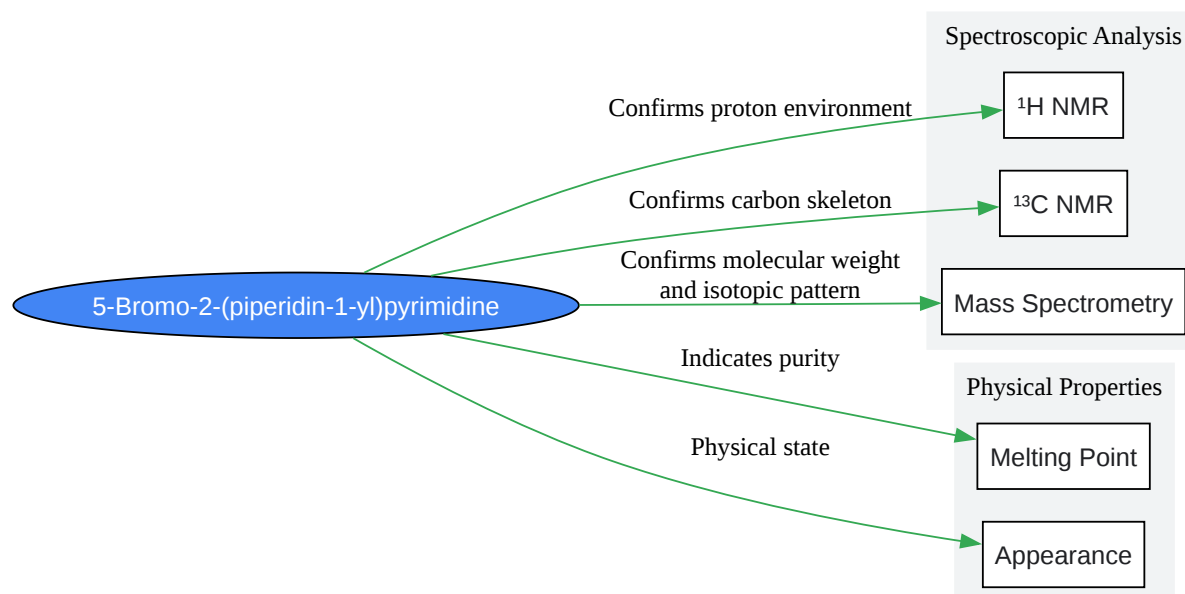 Spectroscopic Analysis
Confirms proton environment
¹H NMR
Confirms carbon skeleton
¹³C NMR
Confirms molecular weight
and isotopic pattern
Mass Spectrometry
5-Bromo-2-(piperidin-1-yl)pyrimidine
Indicates purity
Physical Properties
Melting Point
Physical state
Appearance